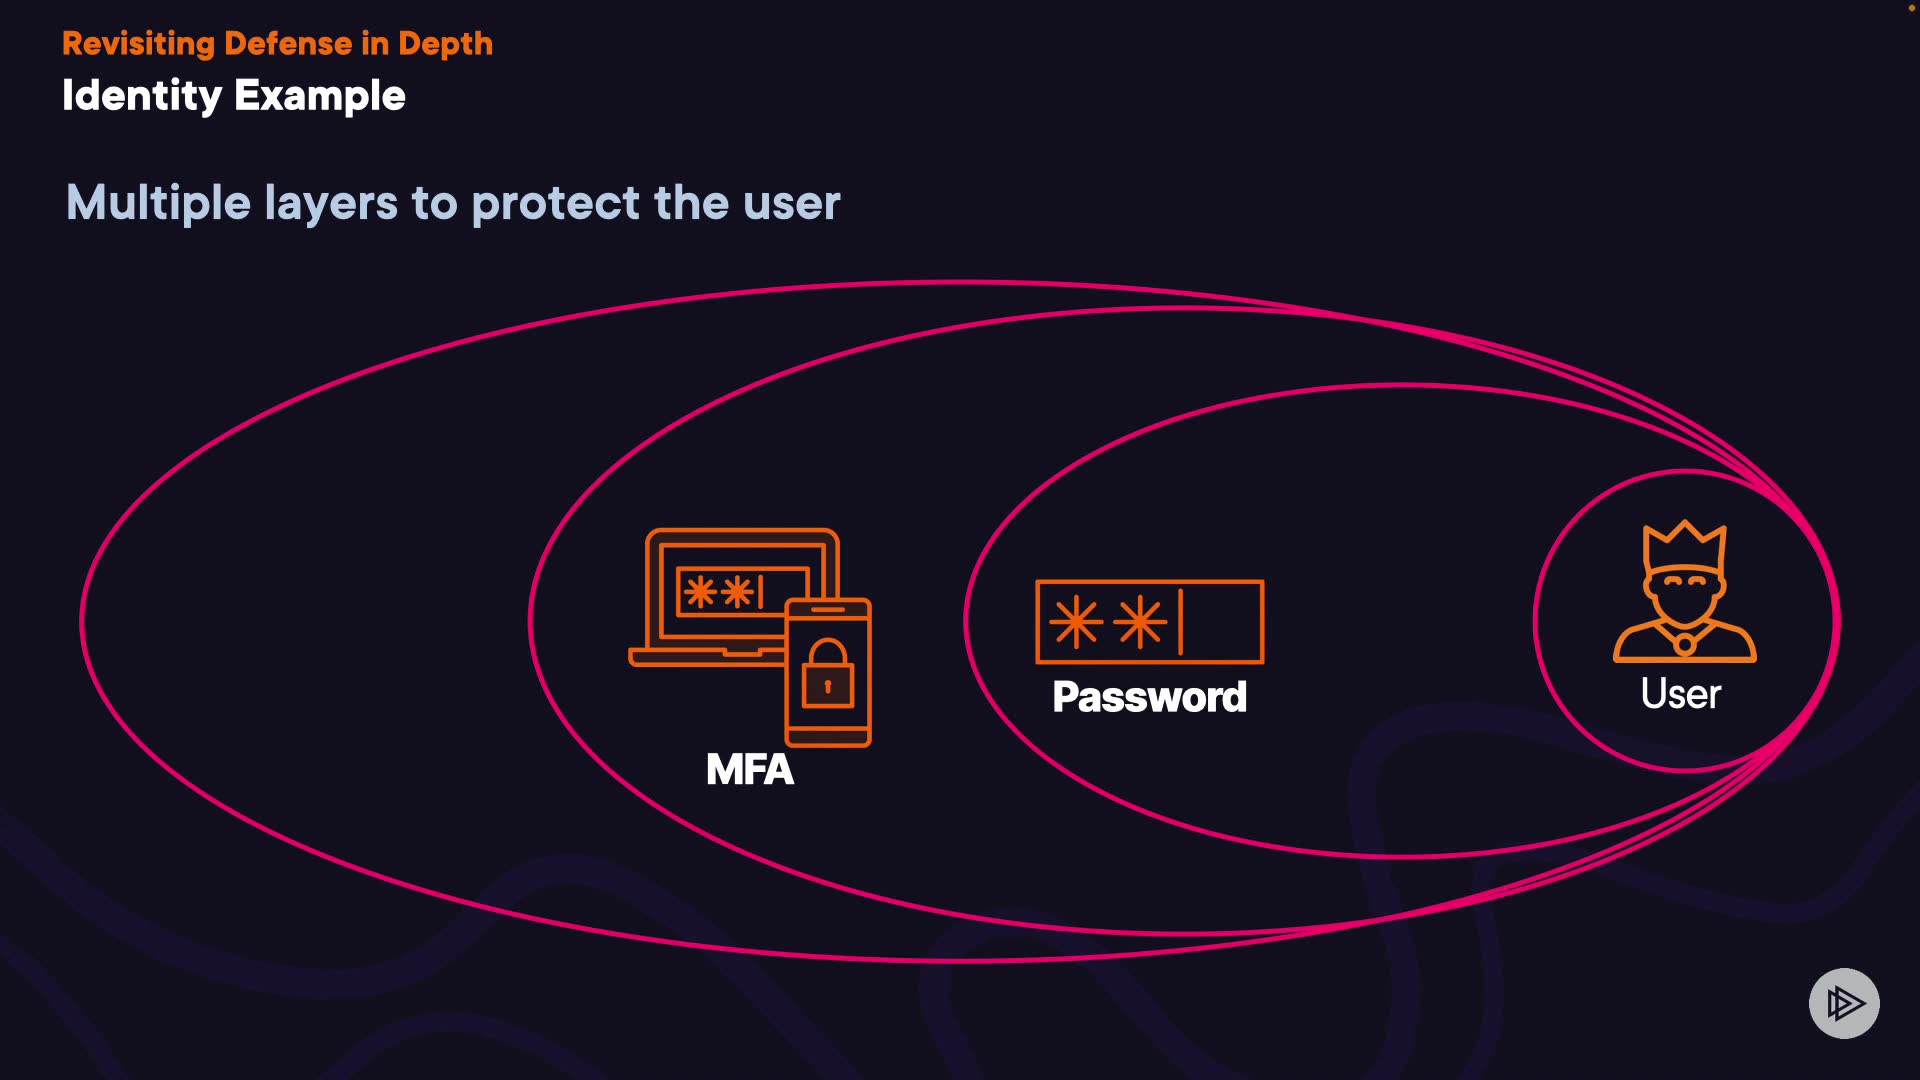 Revisiting Defense in Depth
Identity Example
Multiple layers to protect the user
MFA
Password
User